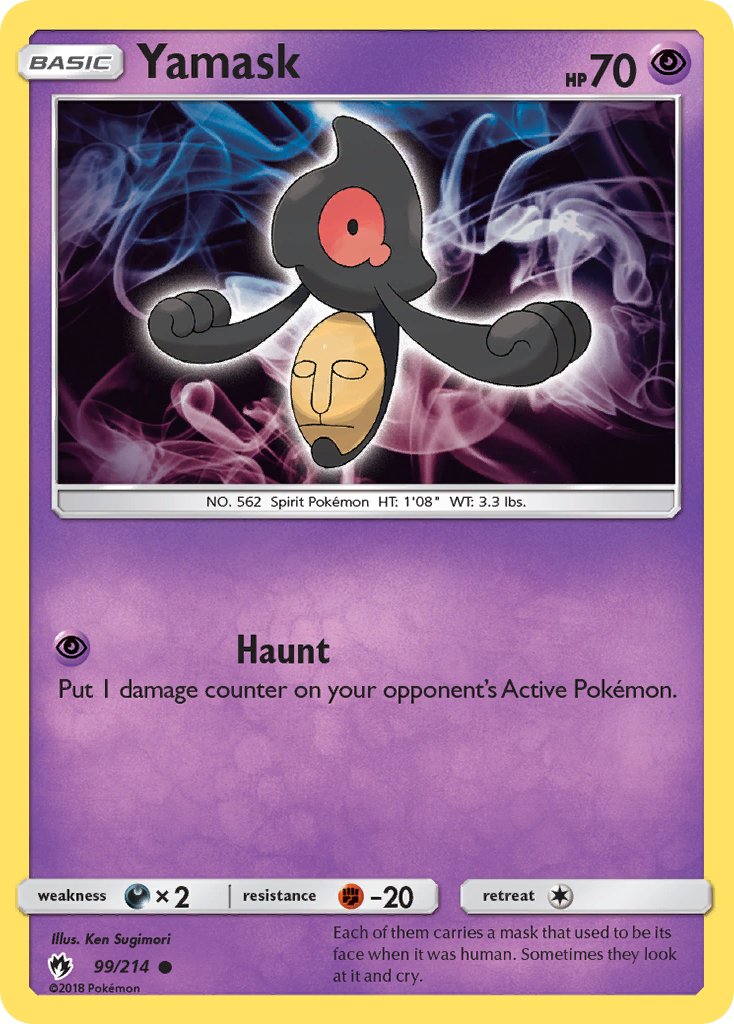 BASIC Yamask HP 70
NO. 562 Spirit Pokémon HT: 1'08" WT: 3.3 lbs.
Haunt
Put 1 damage counter on your opponent's Active Pokémon.
weakness ×2 resistance -20 retreat
Illus. Ken Sugimori
99/214
©2018 Pokémon
Each of them carries a mask that used to be its
face when it was human. Sometimes they look
at it and cry.